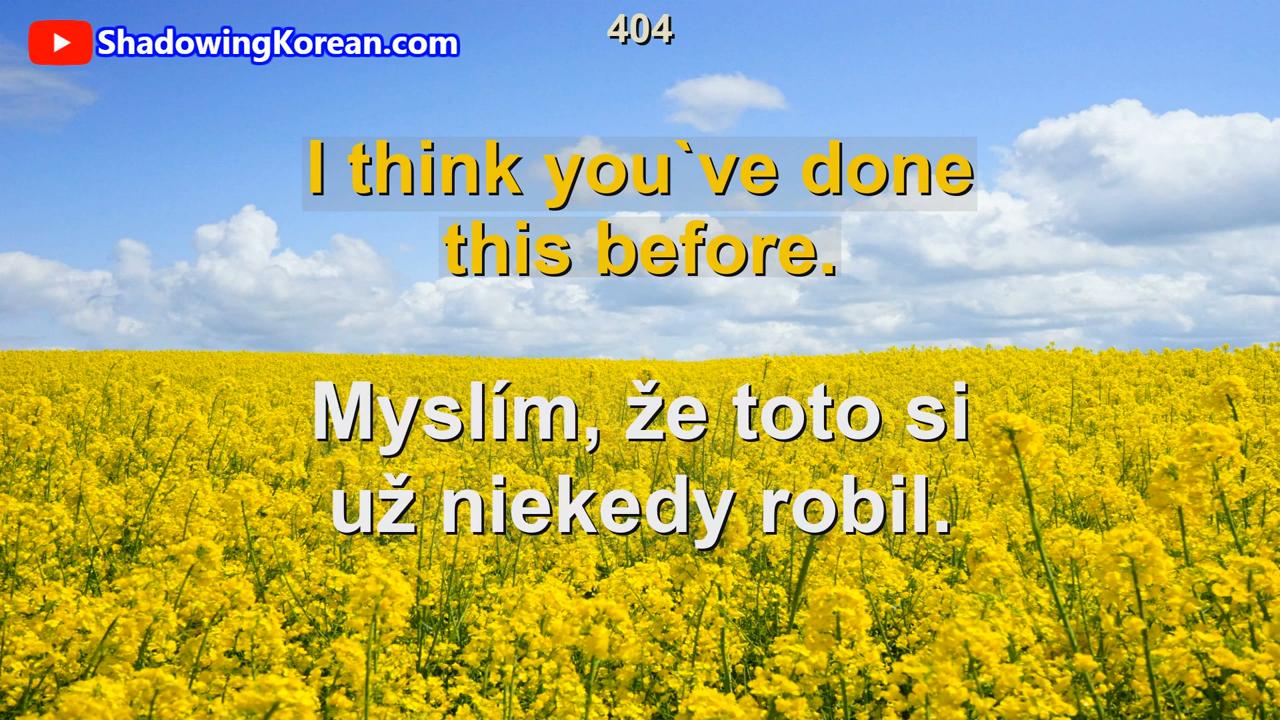 ShadowingKorean.com
404
I think you`ve done
this before.
Myslím, že toto si
už niekedy robil.